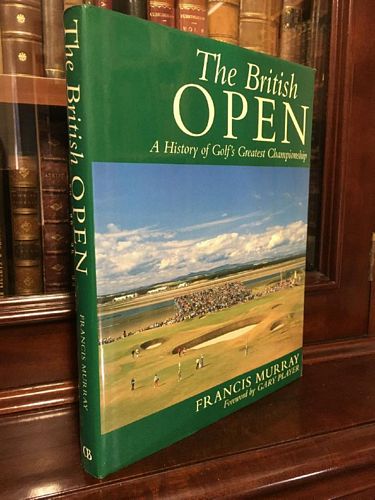 The British
OPEN
A History of Golf's Greatest Championship
FRANCIS MURRAY
Foreword by GARY PLAYER
The British OPEN
FRANCIS MURRAY